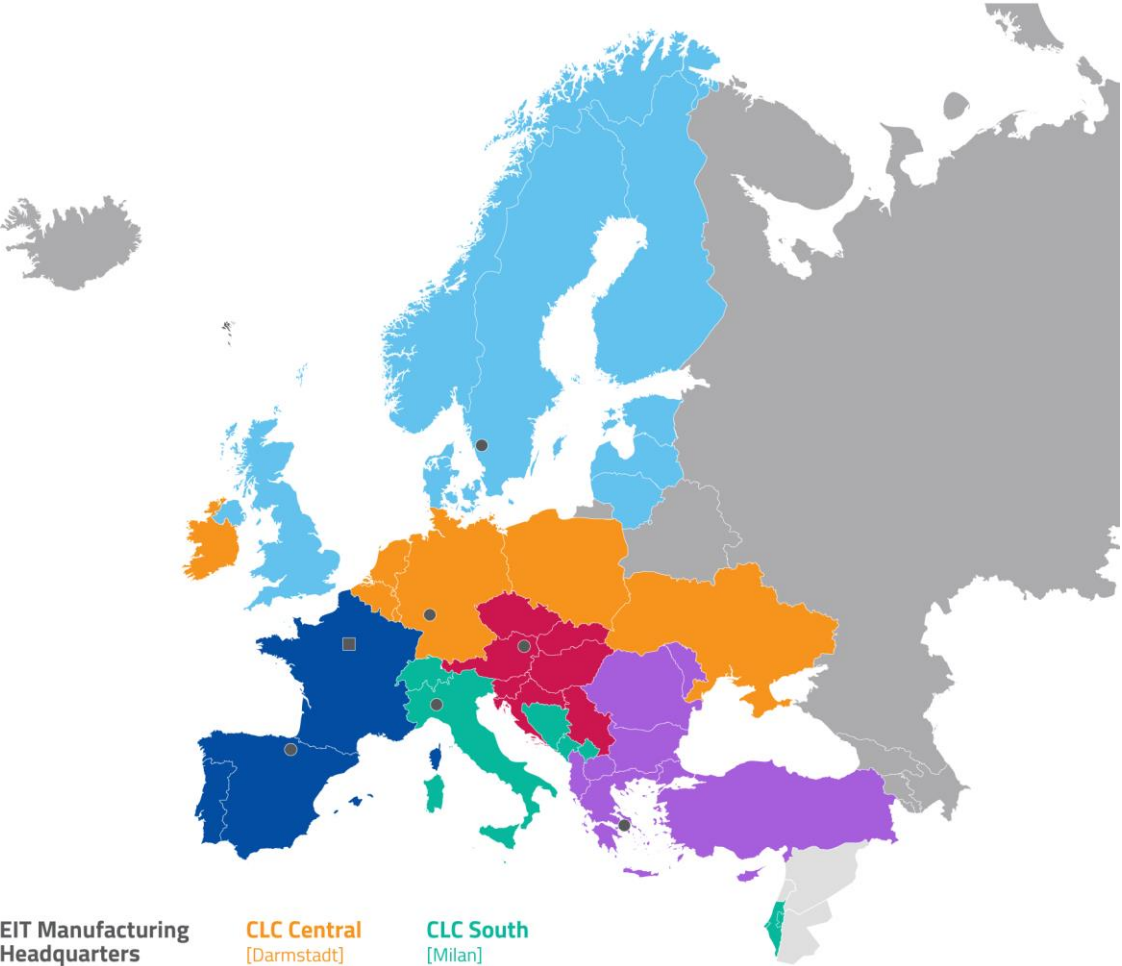 EIT Manufacturing
Headquarters
CLC Central
[Darmstadt]
CLC South
[Milan]